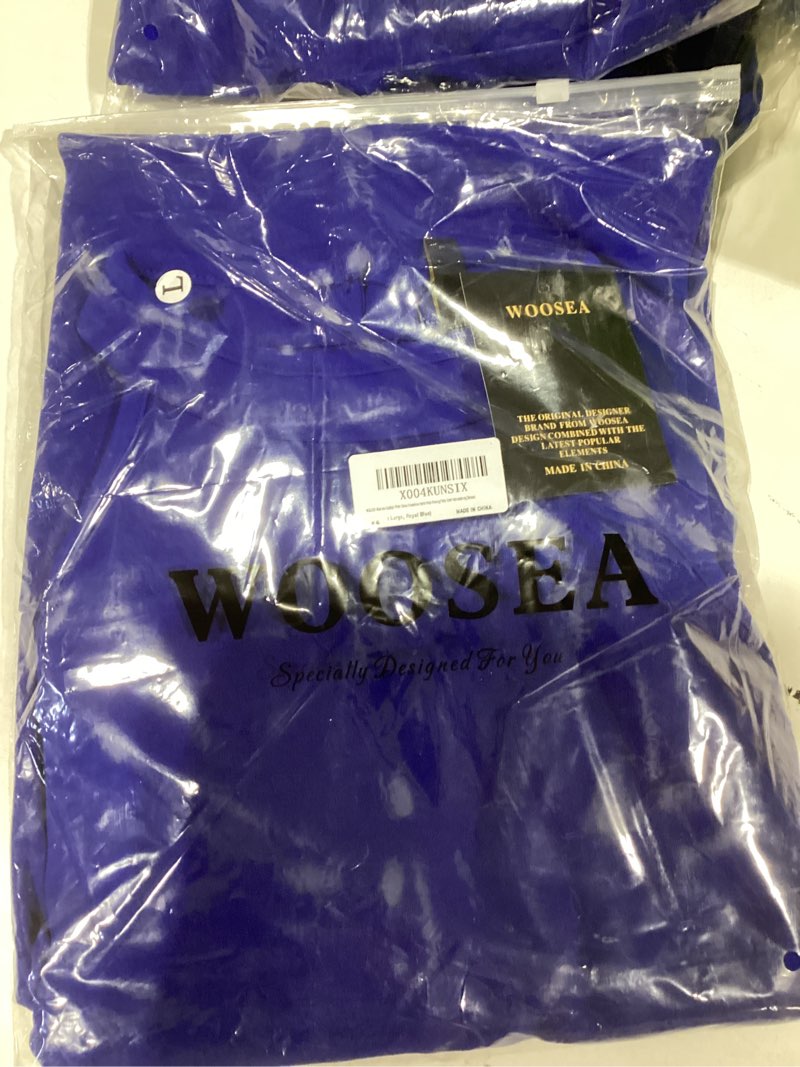 L
WOOSEA
THE ORIGINAL DESIGNER
BRAND FROM WOOSEA
DESIGN COMBINED WITH THE
LATEST POPULAR
ELEMENTS
MADE IN CHINA
X004KUNSIX
Large, Royal Blue)
MADE IN CHINA
WOOSEA
Specially Designed For You